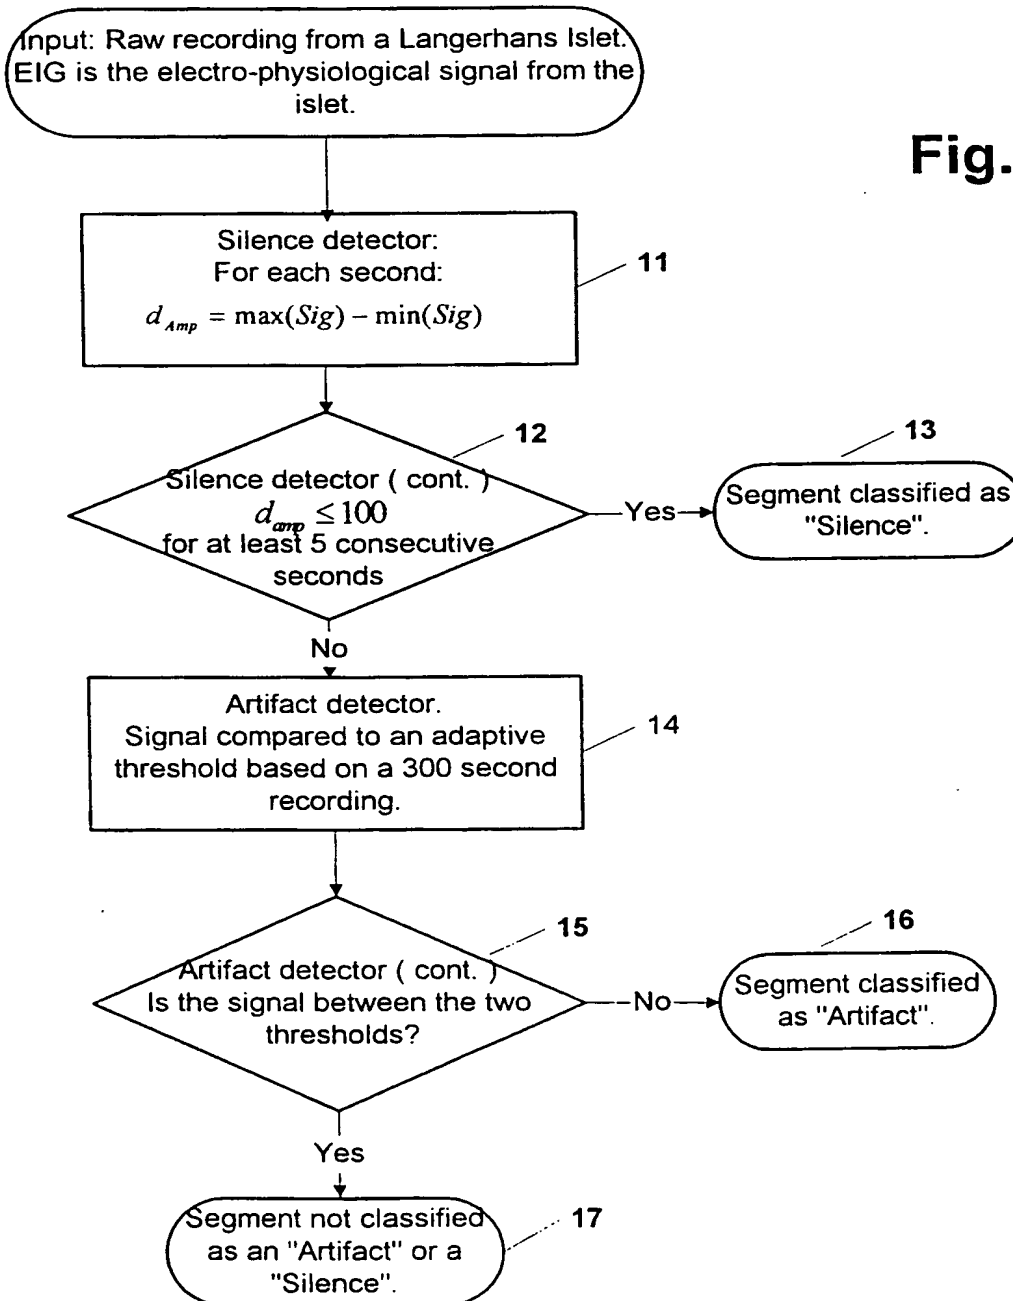 Input: Raw recording from a Langerhans Islet.
EIG is the electro-physiological signal from the
islet.
Fig.
Silence detector:
For each second:
d_Amp = max(Sig) − min(Sig)
11
12
Silence detector ( cont. )
d_amp ≤ 100
for at least 5 consecutive
seconds
Yes
13
Segment classified as
"Silence".
No
Artifact detector.
Signal compared to an adaptive
threshold based on a 300 second
recording.
14
15
Artifact detector ( cont. )
Is the signal between the two
thresholds?
No
16
Segment classified
as "Artifact".
Yes
Segment not classified
as an "Artifact" or a
"Silence".
17